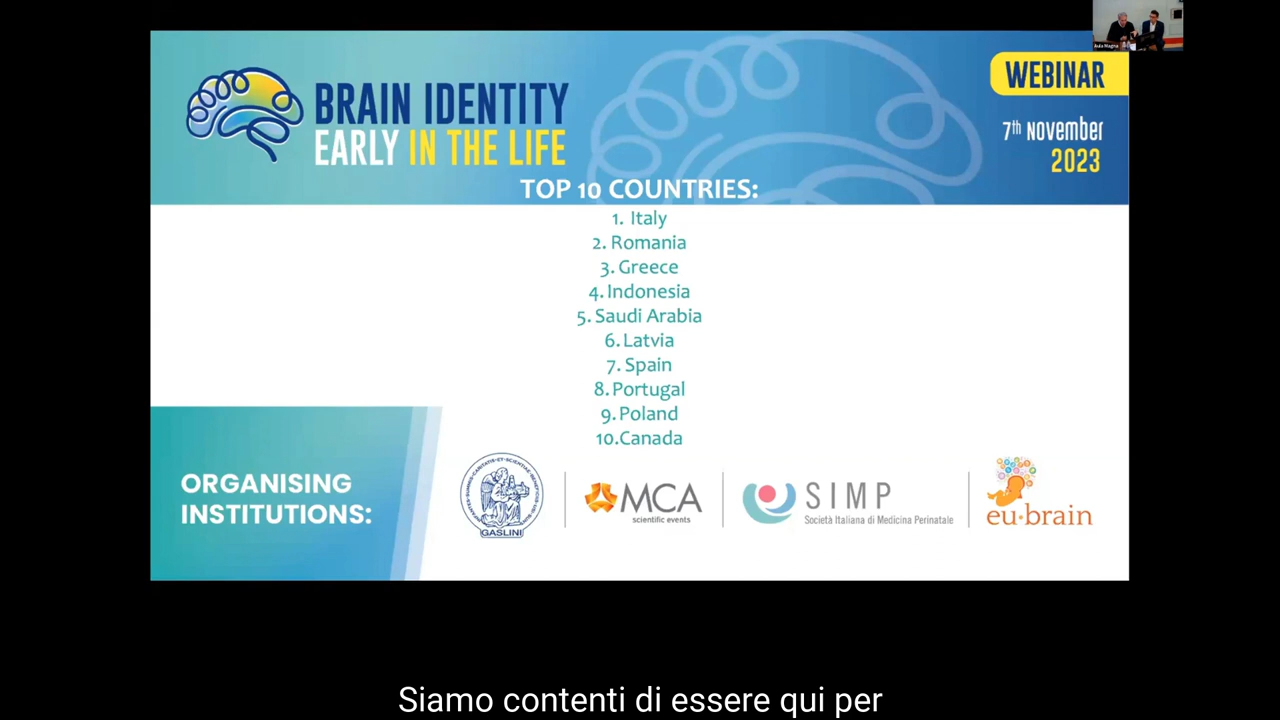 Aula Magna
WEBINAR
BRAIN IDENTITY
EARLY IN THE LIFE
7th November
2023
TOP 10 COUNTRIES:
1. Italy
2. Romania
3. Greece
4. Indonesia
5. Saudi Arabia
6. Latvia
7. Spain
8. Portugal
9. Poland
10.Canada
ORGANISING
INSTITUTIONS:
GASLINI
MCA
scientific events
SIMP
Società Italiana di Medicina Perinatale
eu·brain
Siamo contenti di essere qui per